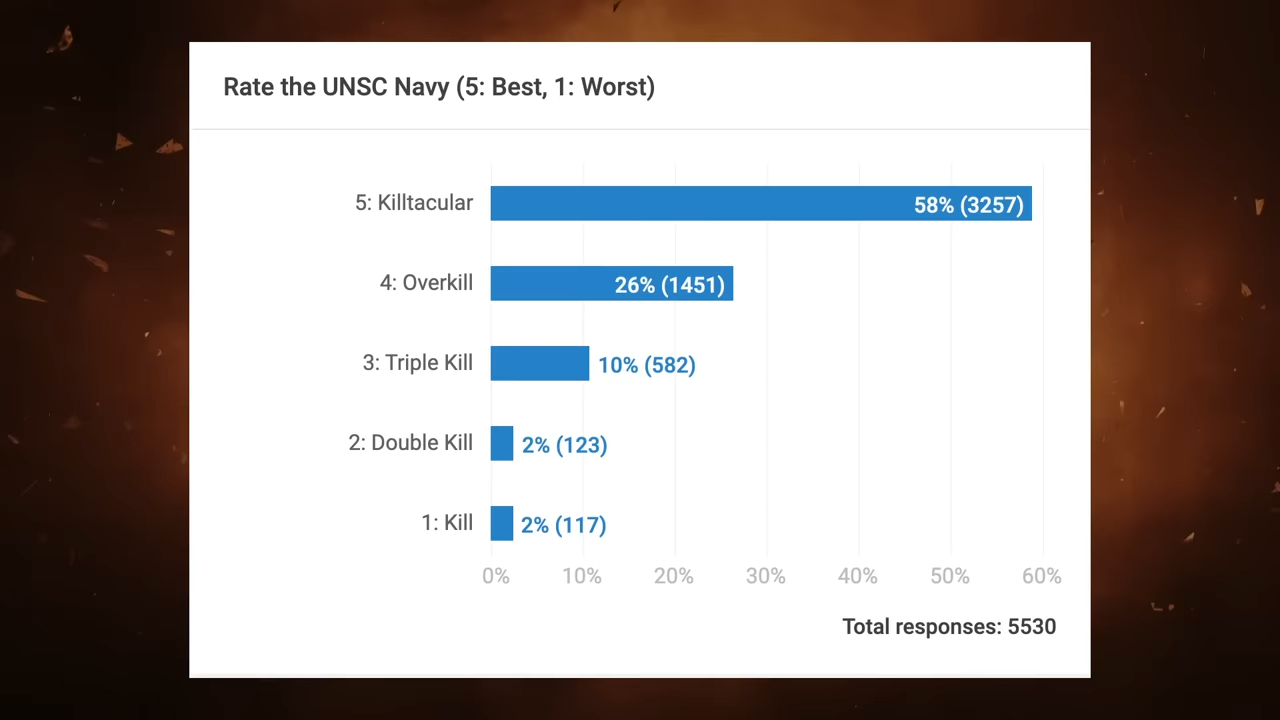 Rate the UNSC Navy (5: Best, 1: Worst)
5: Killtacular 58% (3257)
4: Overkill 26% (1451)
3: Triple Kill 10% (582)
2: Double Kill 2% (123)
1: Kill 2% (117)
0% 10% 20% 30% 40% 50% 60%
Total responses: 5530